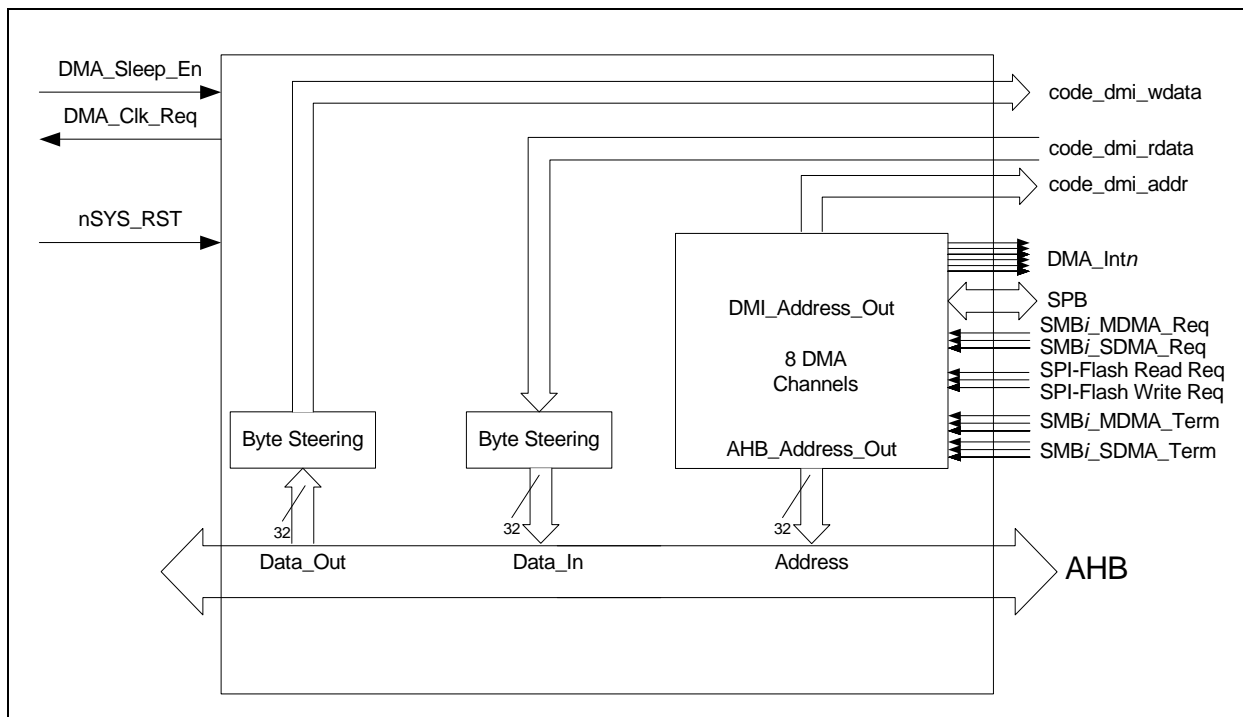 DMA_Sleep_En
DMA_Clk_Req
nSYS_RST
code_dmi_wdata
code_dmi_rdata
code_dmi_addr
DMA_Intn
SPB
SMBi_MDMA_Req
SMBi_SDMA_Req
SPI-Flash Read Req
SPI-Flash Write Req
SMBi_MDMA_Term
SMBi_SDMA_Term
DMI_Address_Out
8 DMA
Channels
AHB_Address_Out
Byte Steering
Byte Steering
32
32
32
Data_Out
Data_In
Address
AHB